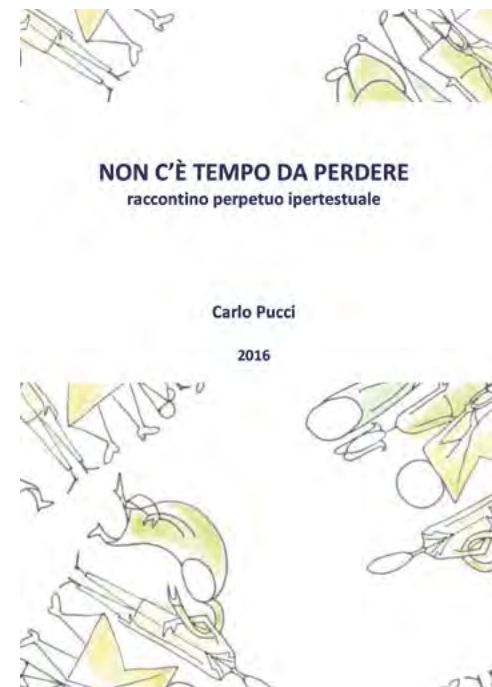 NON C'È TEMPO DA PERDERE
raccontino perpetuo ipertestuale
Carlo Pucci
2016